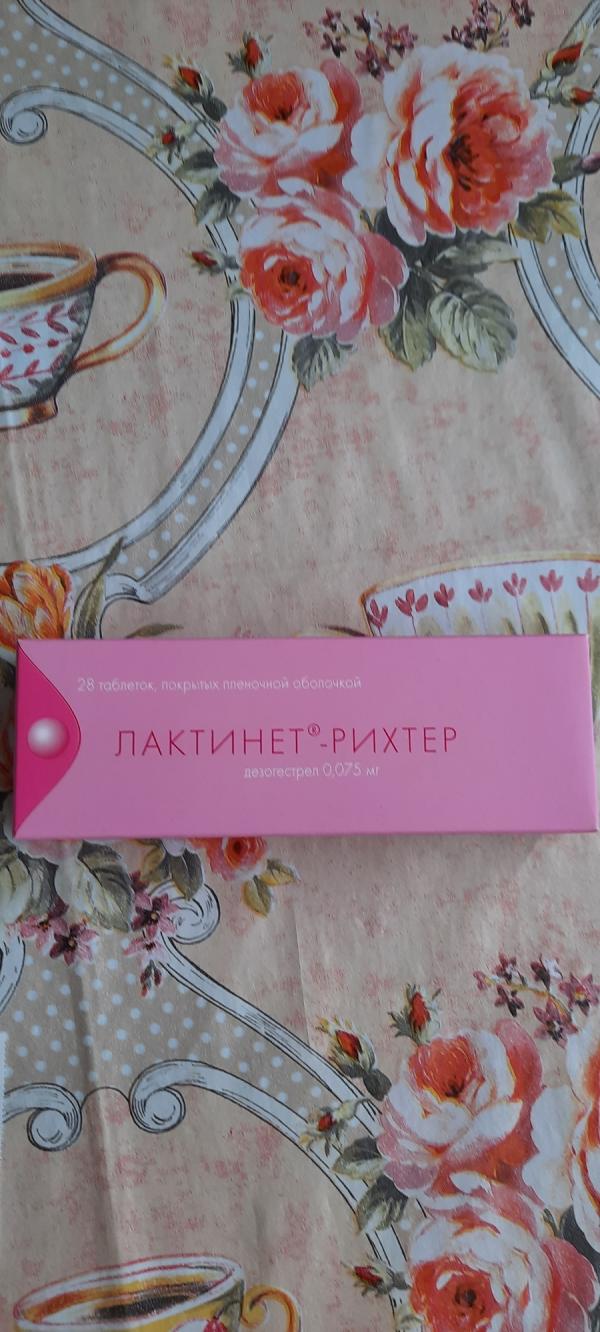 28 таблеток, покрытых пленочной оболочкой
ЛАКТИНЕТ®-РИХТЕР
дезогестрел 0,075 мг